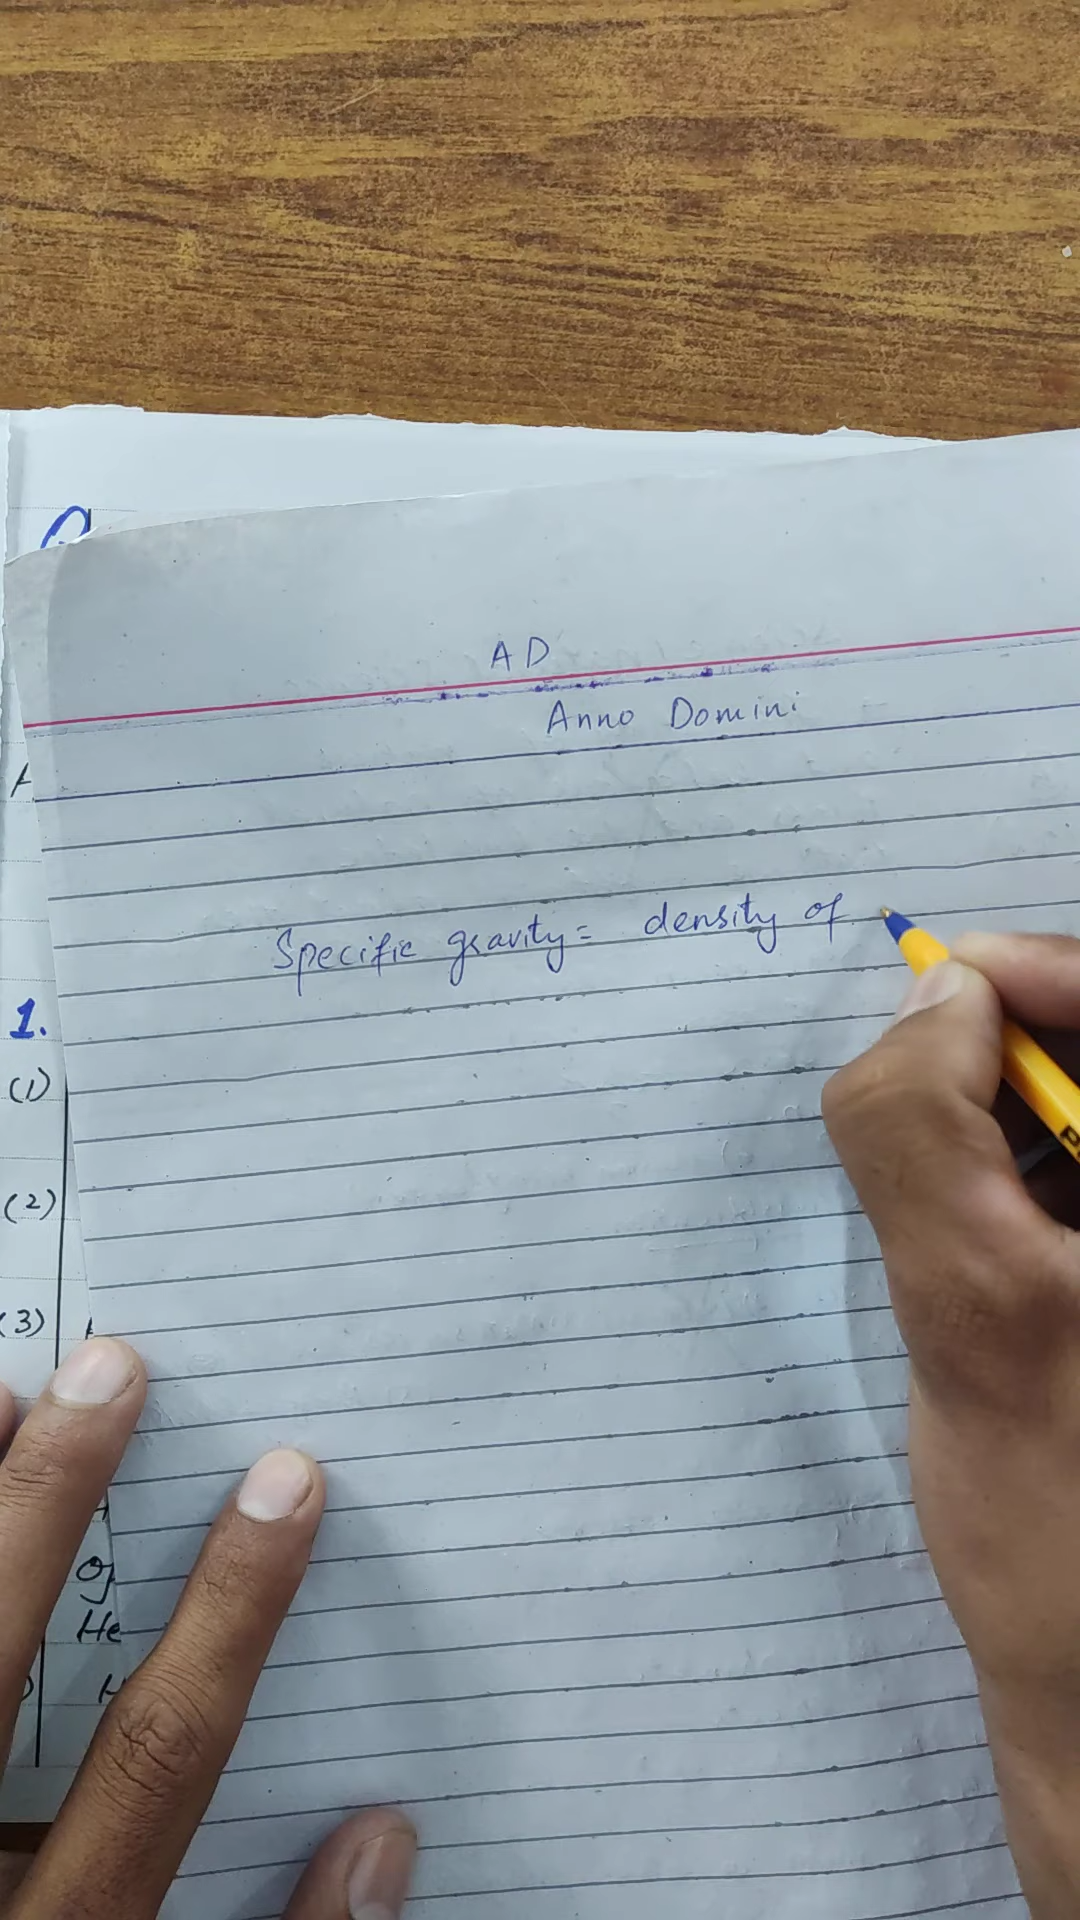 AD
Anno Domini
Specific gravity = density of
1.
(1)
(2)
(3)
He